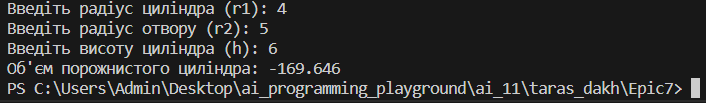 Введіть радіус циліндра (r1): 4
Введіть радіус отвору (r2): 5
Введіть висоту циліндра (h): 6
Об'єм порожнистого циліндра: -169.646
PS C:\Users\Admin\Desktop\ai_programming_playground\ai_11\taras_dakh\Epic7>